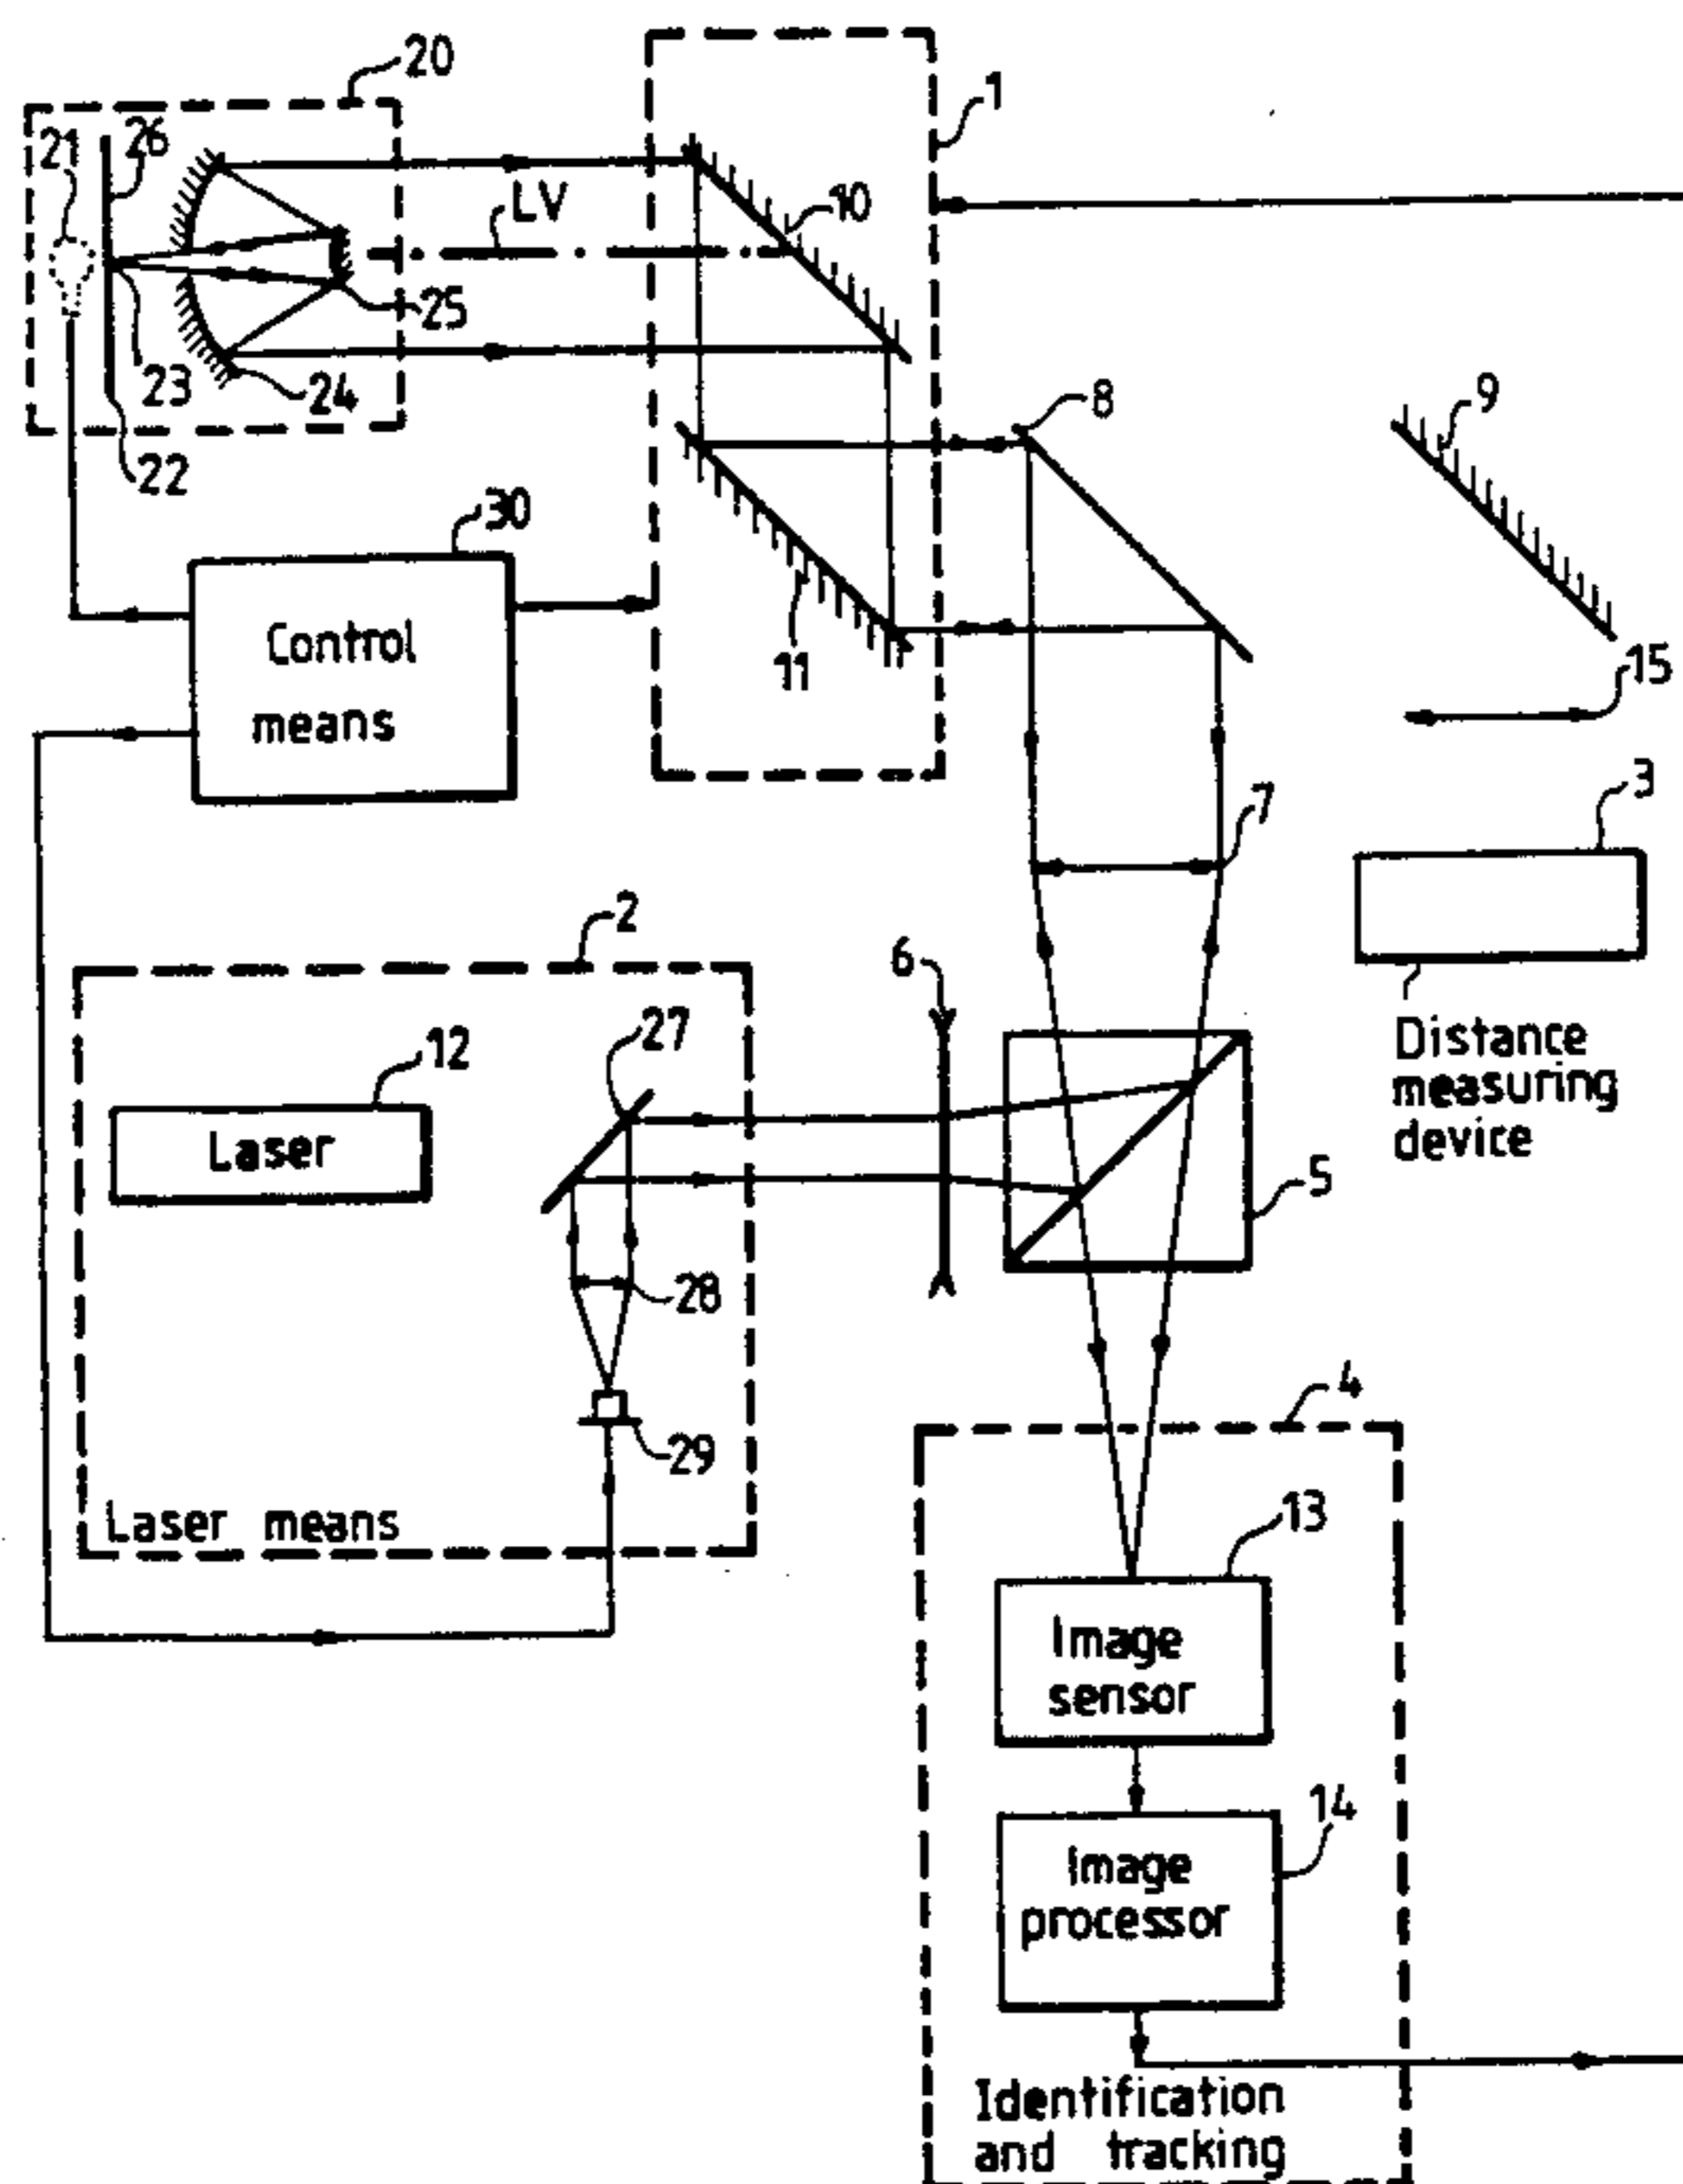 20
1
21
26
LV
10
25
23
24
8
9
22
30
Control
means
11
15
7
3
2
6
27
12
Laser
Distance
measuring
device
5
28
4
29
Laser means
13
Image
sensor
14
Image
processor
Identification
and tracking